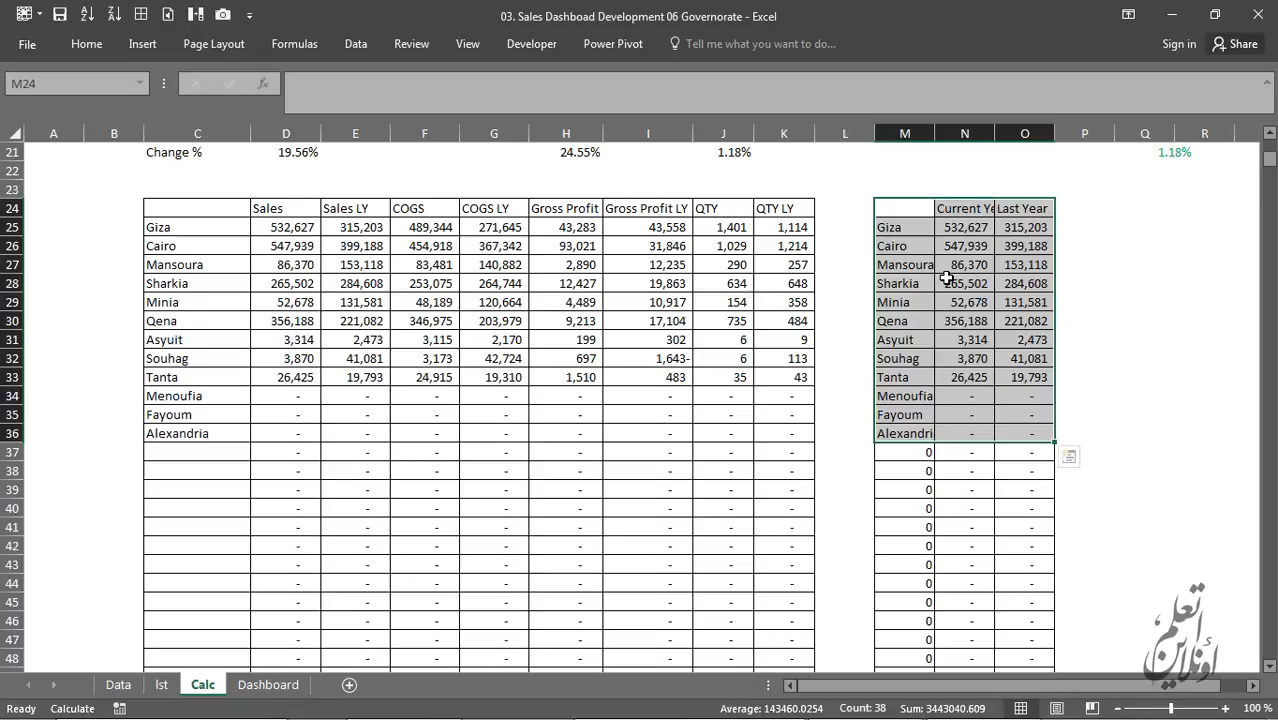 03. Sales Dashboad Development 06 Governorate - Excel
File Home Insert Page Layout Formulas Data Review View Developer Power Pivot Tell me what you want to do... Sign in Share
M24 fx
A B C D E F G H I J K L M N O P Q R
21 Change % 19.56% 24.55% 1.18% 1.18%
22
23
24 Sales Sales LY COGS COGS LY Gross Profit Gross Profit LY QTY QTY LY Current Ye Last Year
25 Giza 532,627 315,203 489,344 271,645 43,283 43,558 1,401 1,114 Giza 532,627 315,203
26 Cairo 547,939 399,188 454,918 367,342 93,021 31,846 1,029 1,214 Cairo 547,939 399,188
27 Mansoura 86,370 153,118 83,481 140,882 2,890 12,235 290 257 Mansoura 86,370 153,118
28 Sharkia 265,502 284,608 253,075 264,744 12,427 19,863 634 648 Sharkia 265,502 284,608
29 Minia 52,678 131,581 48,189 120,664 4,489 10,917 154 358 Minia 52,678 131,581
30 Qena 356,188 221,082 346,975 203,979 9,213 17,104 735 484 Qena 356,188 221,082
31 Asyuit 3,314 2,473 3,115 2,170 199 302 6 9 Asyuit 3,314 2,473
32 Souhag 3,870 41,081 3,173 42,724 697 1,643- 6 113 Souhag 3,870 41,081
33 Tanta 26,425 19,793 24,915 19,310 1,510 483 35 43 Tanta 26,425 19,793
34 Menoufia - - - - - - - - Menoufia - -
35 Fayoum - - - - - - - - Fayoum - -
36 Alexandria - - - - - - - - Alexandri - -
37 - - - - - - - - 0 - -
38 - - - - - - - - 0 - -
39 - - - - - - - - 0 - -
40 - - - - - - - - 0 - -
41 - - - - - - - - 0 - -
42 - - - - - - - - 0 - -
43 - - - - - - - - 0 - -
44 - - - - - - - - 0 - -
45 - - - - - - - - 0 - -
46 - - - - - - - - 0 - -
47 - - - - - - - - 0 - -
48 - - - - - - - - 0 - -
اتعلم
أونلاين
Data lst Calc Dashboard
Ready Calculate Average: 143460.0254 Count: 38 Sum: 3443040.609 100 %